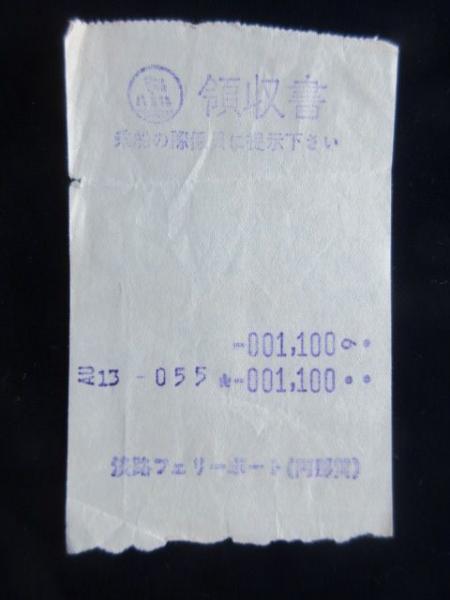 領収書
乗船の際係員に提示下さい
-001,100
AU13 -055 *-001,100
淡路フェリーボート(阿那賀)